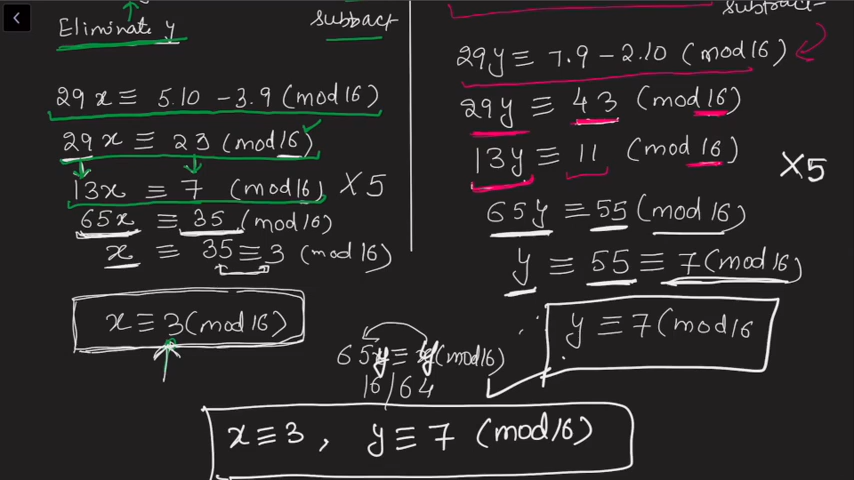 Eliminate y
subtract
29x ≡ 5.10 - 3.9 (mod 16)
29x ≡ 23 (mod 16)
13x ≡ 7 (mod 16) X5
65x ≡ 35 (mod 16)
x ≡ 35 ≡ 3 (mod 16)
x ≡ 3 (mod 16)
subtract
29y ≡ 7.9 - 2.10 (mod 16)
29y ≡ 43 (mod 16)
13y ≡ 11 (mod 16)
X5
65y ≡ 55 (mod 16)
y ≡ 55 ≡ 7 (mod 16)
y ≡ 7 (mod 16
(mod 16)
16/64
x ≡ 3, y ≡ 7 (mod 16)